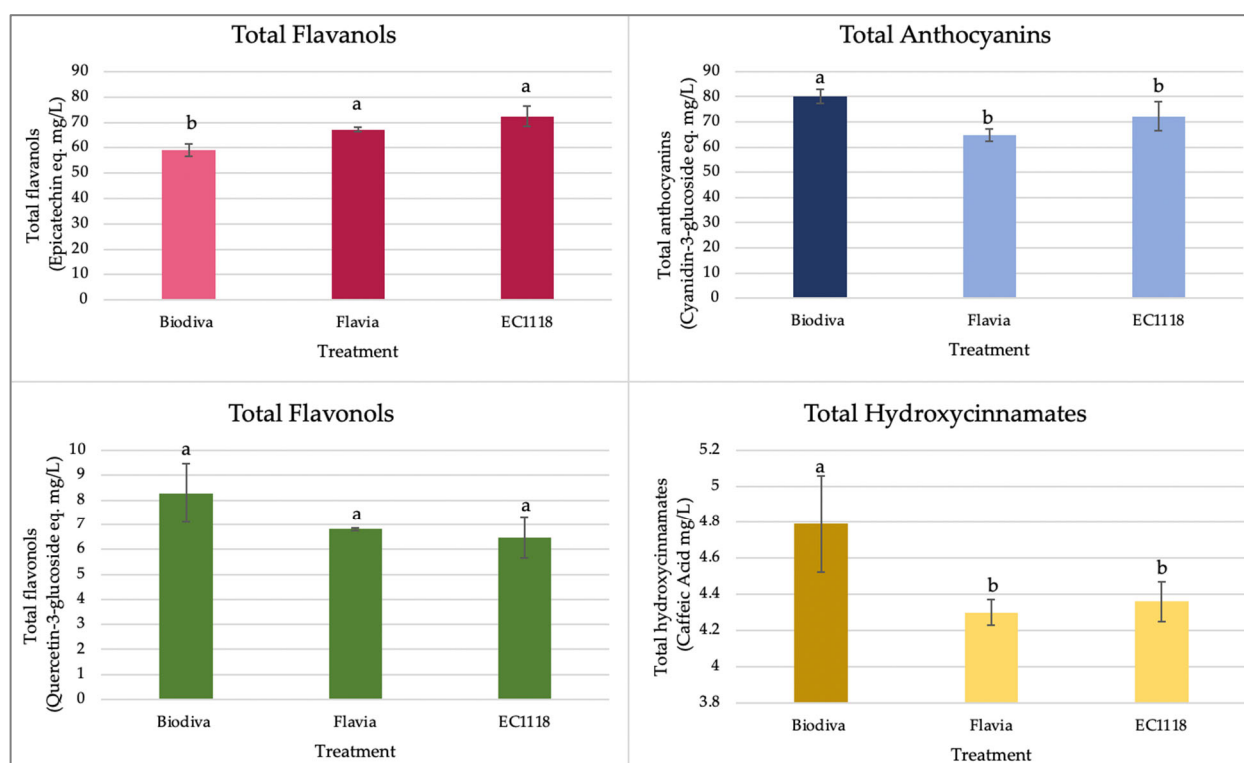 Total Flavanols
Total flavanols
(Epicatechin eq. mg/L)
90
80
70
60
50
40
30
20
10
0
b
a
a
Biodiva
Flavia
EC1118
Treatment
Total Anthocyanins
Total anthocyanins
(Cyanidin-3-glucoside eq. mg/L)
90
80
70
60
50
40
30
20
10
0
a
b
b
Biodiva
Flavia
EC1118
Treatment
Total Flavonols
Total flavonols
(Quercetin-3-glucoside eq. mg/L)
10
9
8
7
6
5
4
3
2
1
0
a
a
a
Biodiva
Flavia
EC1118
Treatment
Total Hydroxycinnamates
Total hydroxycinnamates
(Caffeic Acid mg/L)
5.2
5
4.8
4.6
4.4
4.2
4
3.8
a
b
b
Biodiva
Flavia
EC1118
Treatment